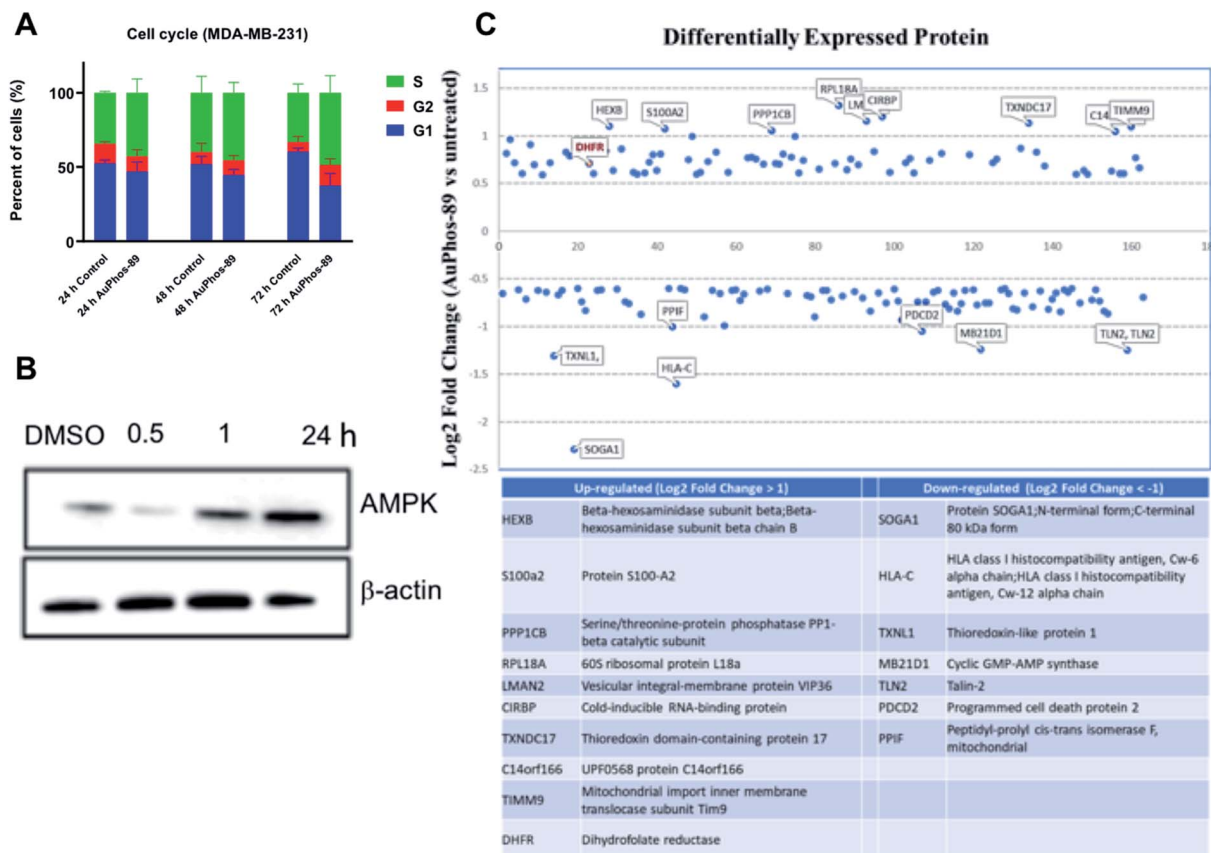 A
Cell cycle (MDA-MB-231)
Percent of cells (%)
100
50
0
24 h Control
24 h AuPhos-89
48 h Control
48 h AuPhos-89
72 h Control
72 h AuPhos-89
S
G2
G1
B
DMSO 0.5 1 24 h
AMPK
β-actin
C
Differentially Expressed Protein
Log2 Fold Change (AuPhos-89 vs untreated)
1.5
1
0.5
0
-0.5
-1
-1.5
-2
-2.5
0 20 40 60 80 100 120 140 160 18
HEXB
DHFR
S100A2
PPP1CB
RPL18A
LM
CIRBP
TXNDC17
C14
TIMM9
TXNL1,
SOGA1
PPIF
HLA-C
PDCD2
MB21D1
TLN2, TLN2
Up-regulated (Log2 Fold Change > 1) Down-regulated (Log2 Fold Change < -1)
HEXB
Beta-hexosaminidase subunit beta;Beta-
hexosaminidase subunit beta chain B
SOGA1
Protein SOGA1;N-terminal form;C-terminal
80 kDa form
S100a2 Protein S100-A2
HLA-C
HLA class I histocompatibility antigen, Cw-6
alpha chain;HLA class I histocompatibility
antigen, Cw-12 alpha chain
PPP1CB
Serine/threonine-protein phosphatase PP1-
beta catalytic subunit
TXNL1 Thioredoxin-like protein 1
RPL18A 60S ribosomal protein L18a MB21D1 Cyclic GMP-AMP synthase
LMAN2 Vesicular integral-membrane protein VIP36 TLN2 Talin-2
CIRBP Cold-inducible RNA-binding protein PDCD2 Programmed cell death protein 2
TXNDC17 Thioredoxin domain-containing protein 17
PPIF
Peptidyl-prolyl cis-trans isomerase F,
mitochondrial
C14orf166 UPF0568 protein C14orf166
TIMM9
Mitochondrial import inner membrane
translocase subunit Tim9
DHFR Dihydrofolate reductase